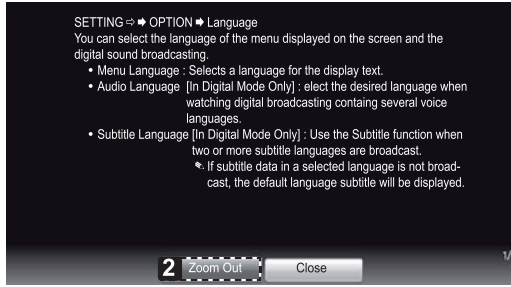 SETTING ⇨ ➡ OPTION ➡ Language
You can select the language of the menu displayed on the screen and the
digital sound broadcasting.
• Menu Language : Selects a language for the display text.
• Audio Language [In Digital Mode Only] : elect the desired language when
watching digital broadcasting containg several voice
languages.
• Subtitle Language [In Digital Mode Only] : Use the Subtitle function when
two or more subtitle languages are broadcast.
✎ If subtitle data in a selected language is not broad-
cast, the default language subtitle will be displayed.
1/
2 Zoom Out Close